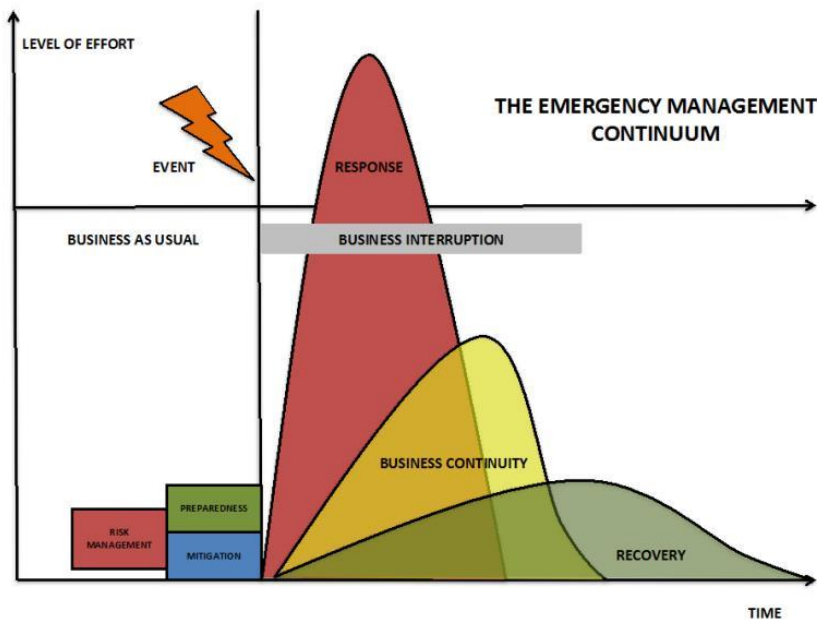 LEVEL OF EFFORT
THE EMERGENCY MANAGEMENT
CONTINUUM
EVENT
RESPONSE
BUSINESS AS USUAL
BUSINESS INTERRUPTION
BUSINESS CONTINUITY
PREPAREDNESS
RISK
MANAGEMENT
MITIGATION
RECOVERY
TIME